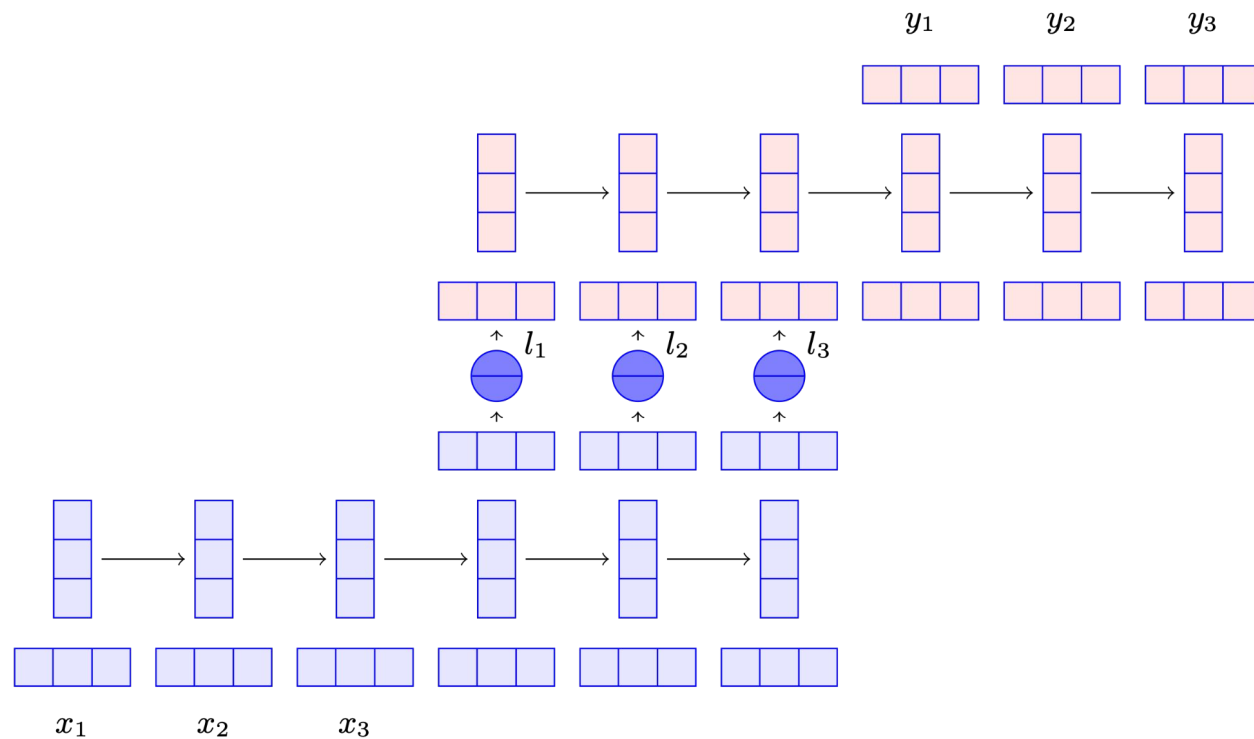 y₁ y₂ y₃
l₁ l₂ l₃
x₁ x₂ x₃